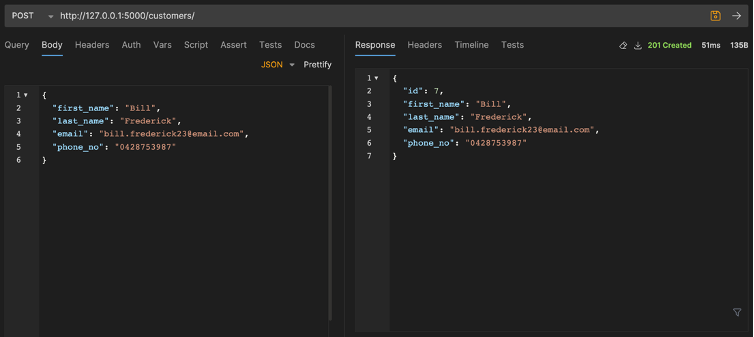 POST http://127.0.0.1:5000/customers/
Query Body Headers Auth Vars Script Assert Tests Docs
JSON Prettify
1 {
2 "first_name": "Bill",
3 "last_name": "Frederick",
4 "email": "bill.frederick23@email.com",
5 "phone_no": "0428753987"
6 }
Response Headers Timeline Tests 201 Created 51ms 135B
1 {
2 "id": 7,
3 "first_name": "Bill",
4 "last_name": "Frederick",
5 "email": "bill.frederick23@email.com",
6 "phone_no": "0428753987"
7 }